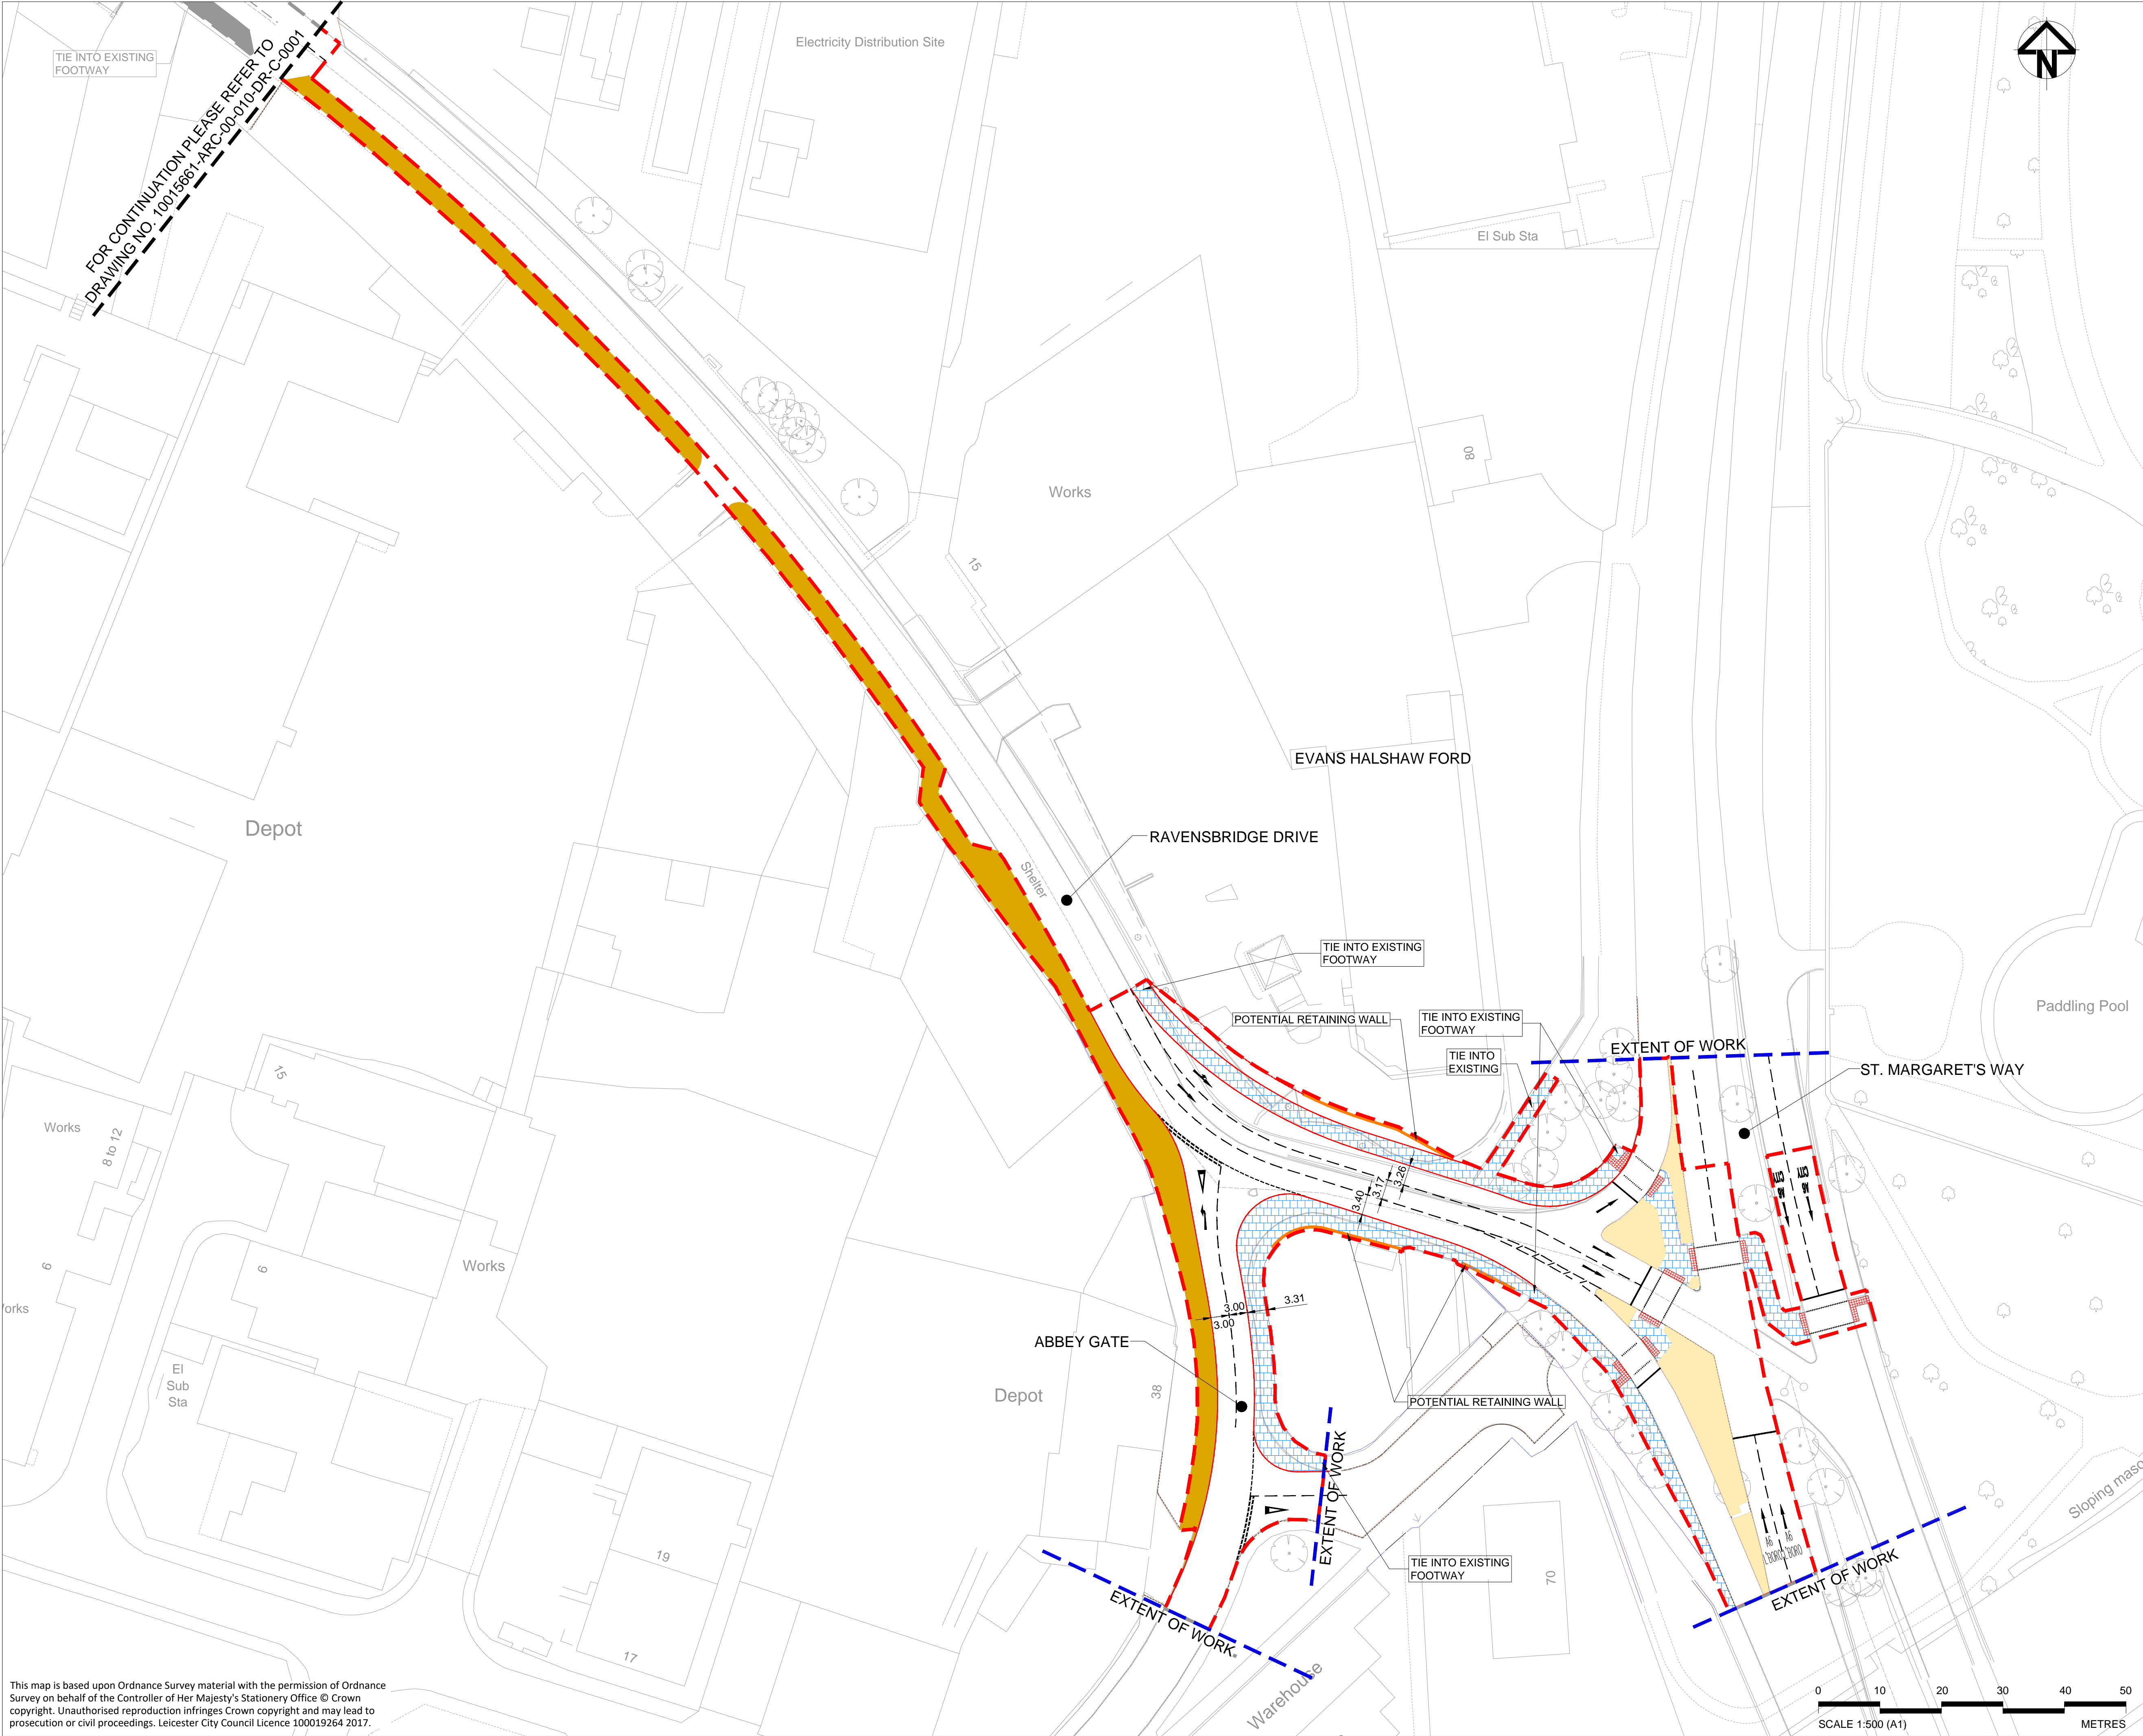 TIE INTO EXISTING
FOOTWAY
FOR CONTINUATION PLEASE REFER TO
DRAWING NO. 10015661-ARC-00-010-DR-C-0001
Electricity Distribution Site
N
El Sub Sta
80
Works
15
EVANS HALSHAW FORD
Depot
RAVENSBRIDGE DRIVE
Shelter
TIE INTO EXISTING
FOOTWAY
POTENTIAL RETAINING WALL
TIE INTO EXISTING
FOOTWAY
TIE INTO
EXISTING
EXTENT OF WORK
ST. MARGARET'S WAY
Paddling Pool
15
Works
8 to 12
3.40
3.17
3.26
6
6
Works
3.00
3.00
3.31
ABBEY GATE
El
Sub
Sta
Depot
38
POTENTIAL RETAINING WALL
EXTENT OF WORK
TIE INTO EXISTING
FOOTWAY
70
A6
A6
L'BORO
EXTENT OF WORK
Sloping
19
17
EXTENT OF WORK
Warehouse
This map is based upon Ordnance Survey material with the permission of Ordnance
Survey on behalf of the Controller of Her Majesty's Stationery Office © Crown
copyright. Unauthorised reproduction infringes Crown copyright and may lead to
prosecution or civil proceedings. Leicester City Council Licence 100019264 2017.
0 10 20 30 40 50
SCALE 1:500 (A1)
METRES